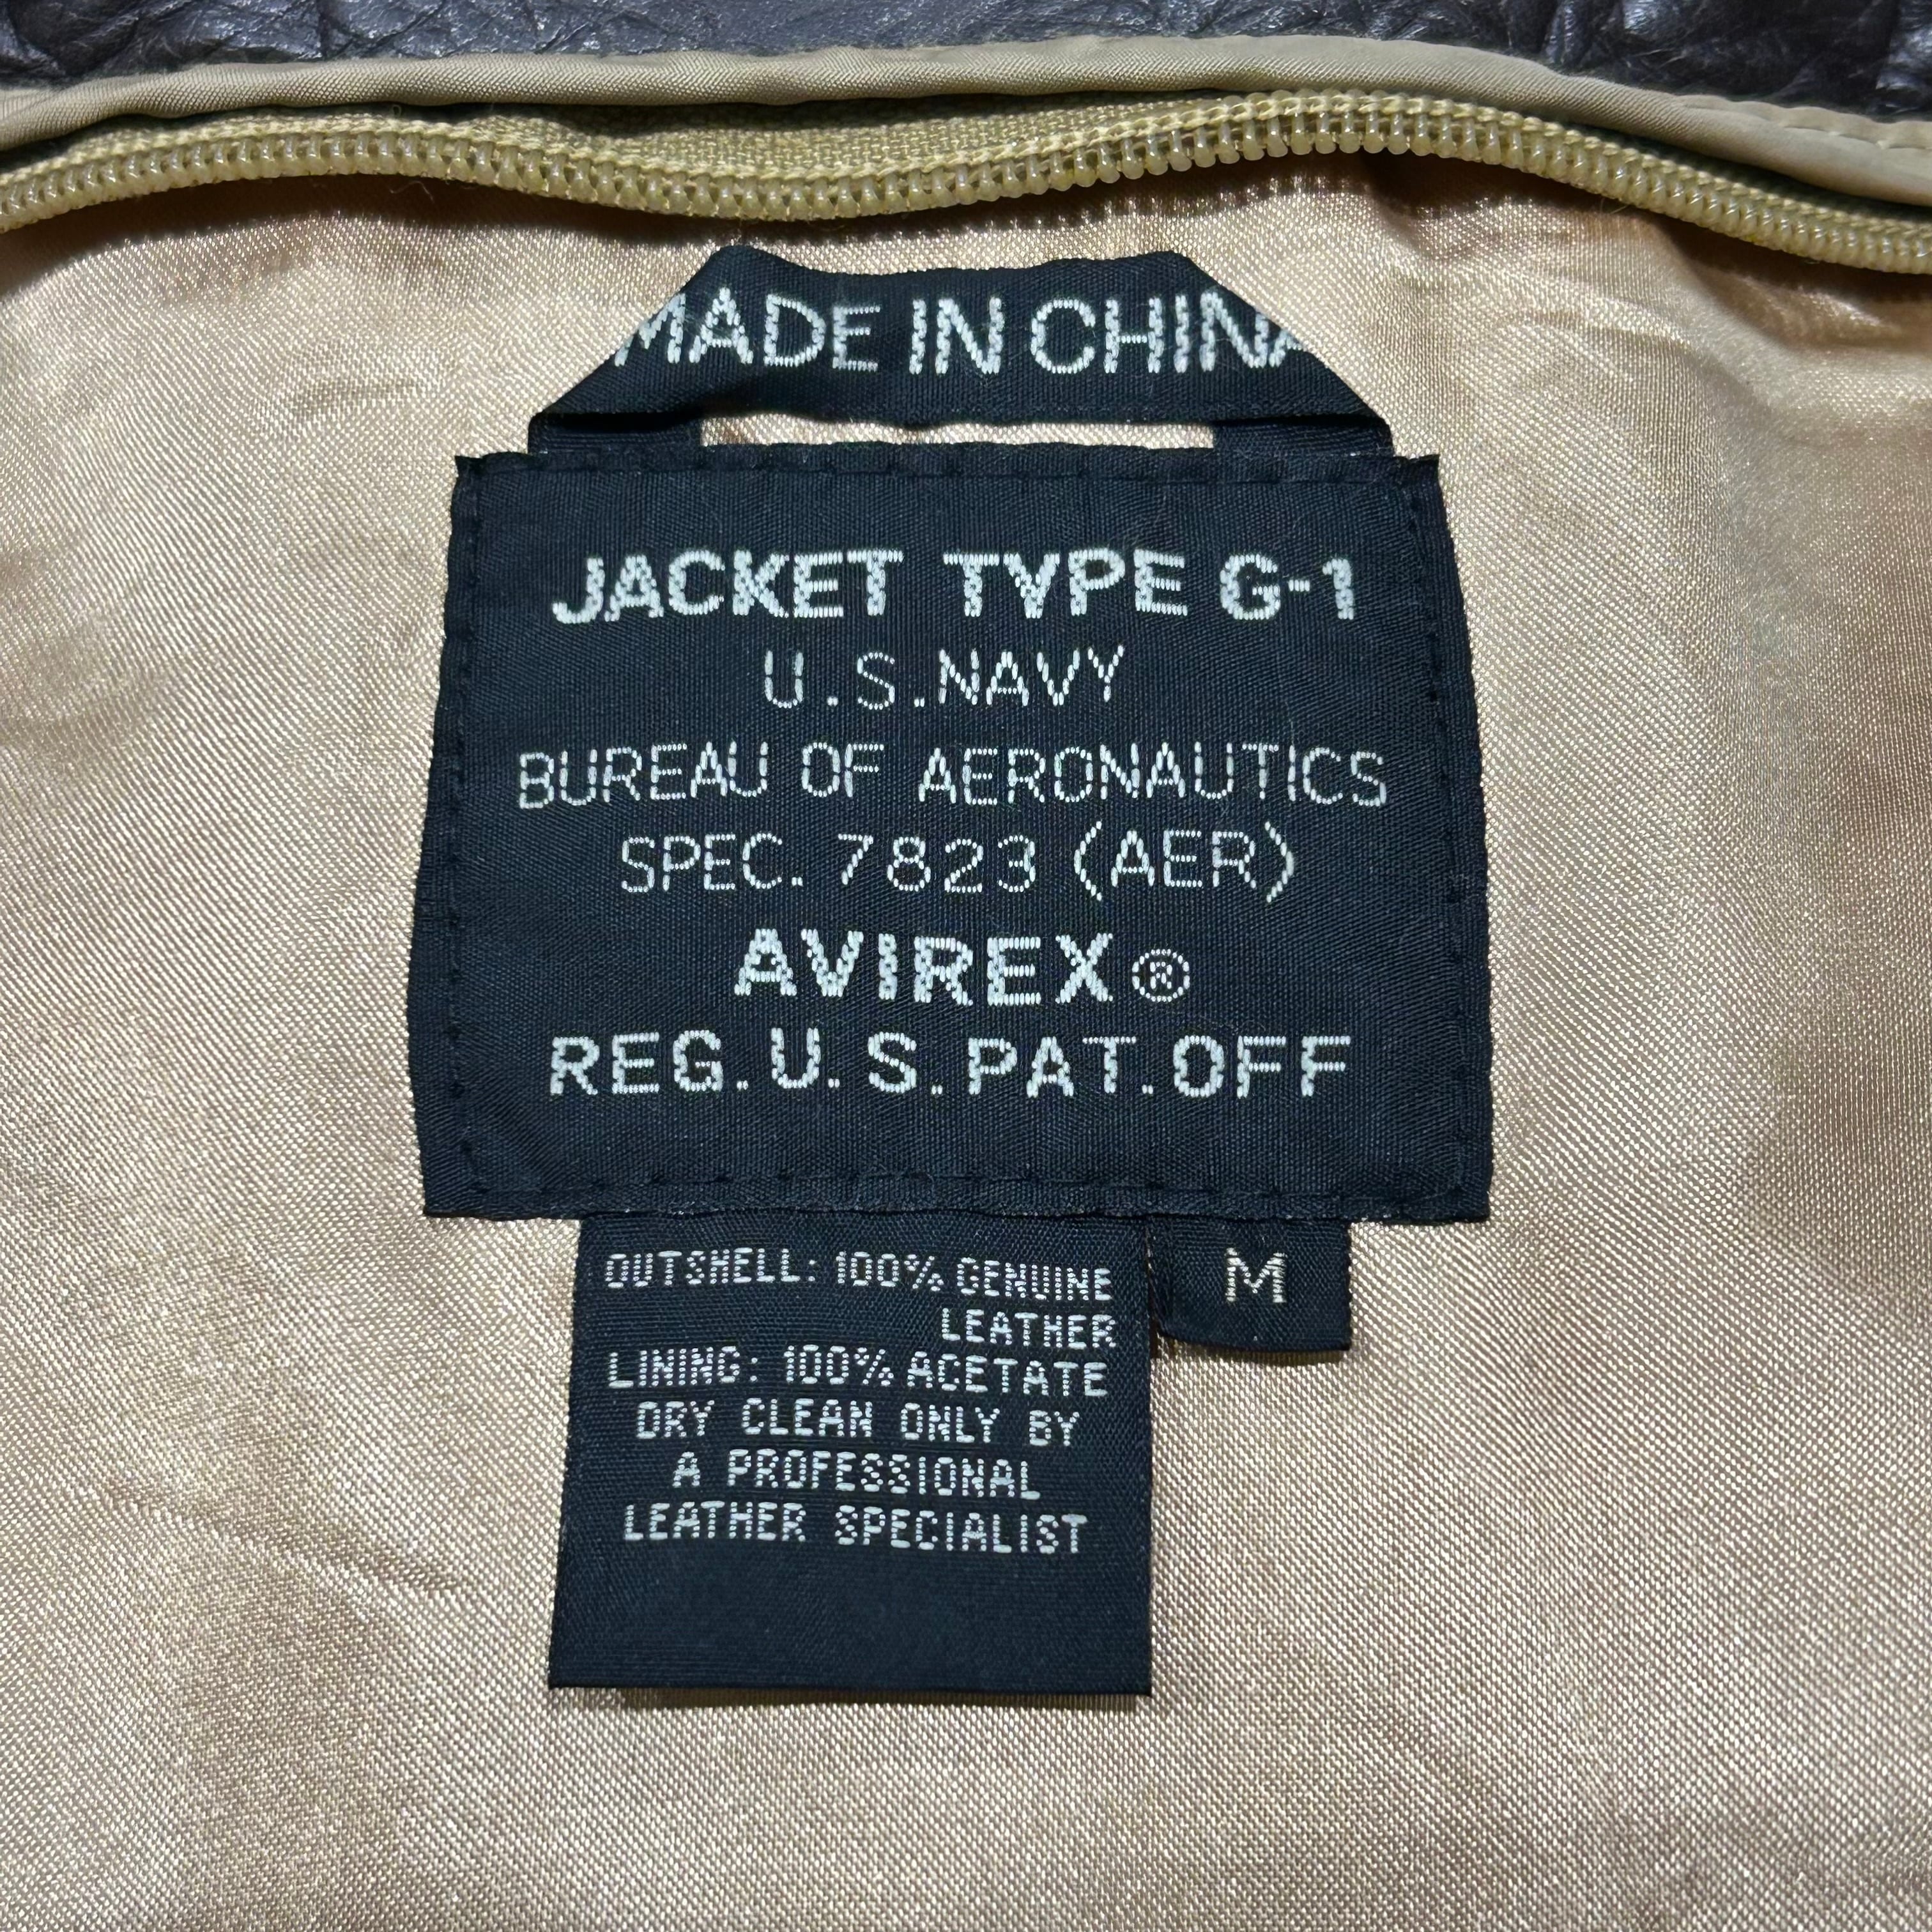 MADE IN CHINA
JACKET TYPE G-1
U.S.NAVY
BUREAU OF AERONAUTICS
SPEC. 7823 (AER)
AVIREX®
REG.U.S.PAT.OFF
OUTSHELL: 100% GENUINE
LEATHER
LINING: 100% ACETATE
DRY CLEAN ONLY BY
A PROFESSIONAL
LEATHER SPECIALIST
M